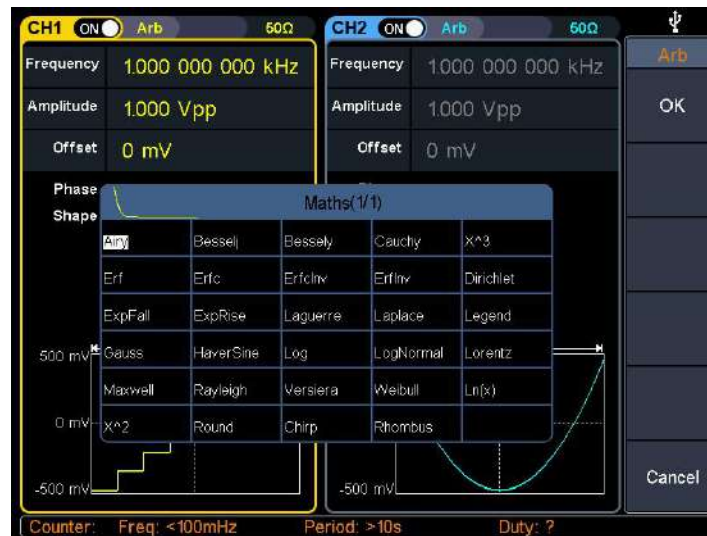 CH1 ON Arb 50Ω CH2 ON Arb 50Ω
Arb
Frequency 1.000 000 000 kHz Frequency 1.000 000 000 kHz
Amplitude 1.000 Vpp Amplitude 1.000 Vpp
OK
Offset 0 mV Offset 0 mV
Phase
Shape
Maths(1/1)
Airy Besselj Bessely Cauchy X^3
Erf Erfc ErfcInv ErfInv Dirichlet
ExpFall ExpRise Laguerre Laplace Legend
500 mV Gauss HaverSine Log LogNormal Lorentz
Maxwell Rayleigh Versiera Weibull Ln(x)
0 mV X^2 Round Chirp Rhombus
-500 mV -500 mV
Cancel
Counter: Freq: <100mHz Period: >10s Duty: ?